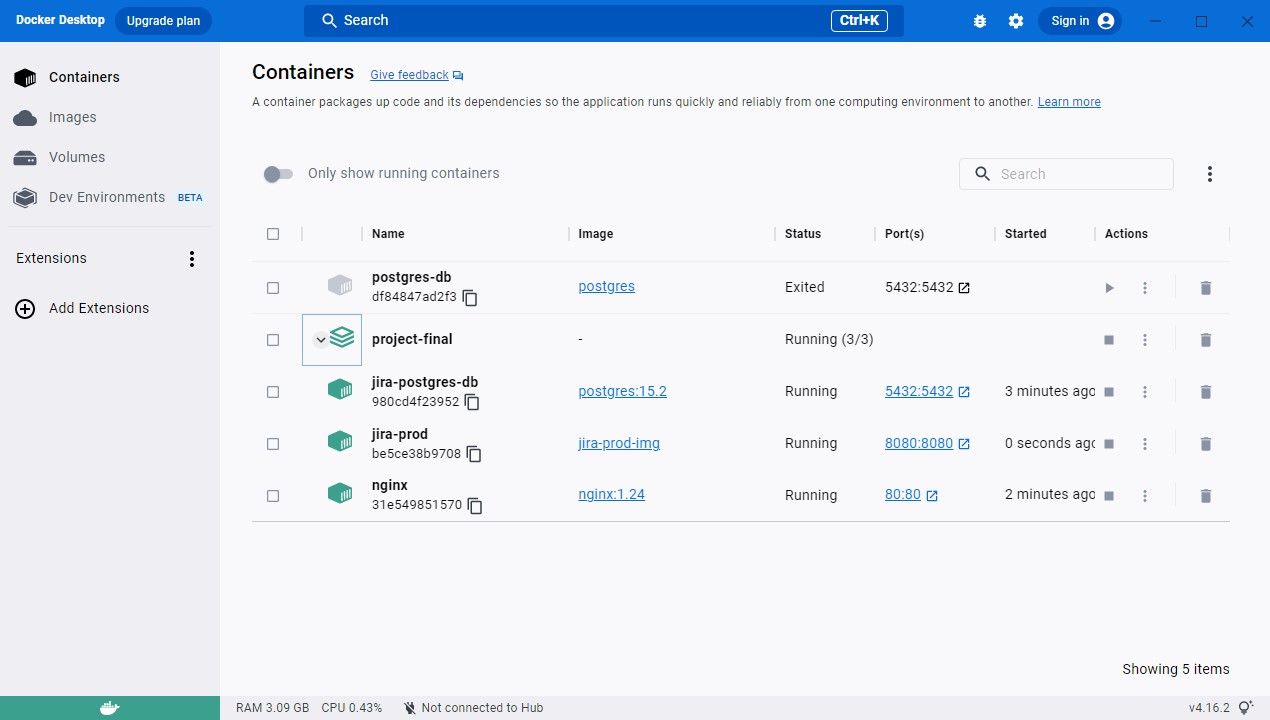 Docker Desktop Upgrade plan Search Ctrl+K Sign in
Containers
Images
Volumes
Dev Environments BETA
Extensions
Add Extensions
Containers Give feedback
A container packages up code and its dependencies so the application runs quickly and reliably from one computing environment to another. Learn more
Only show running containers Search
Name Image Status Port(s) Started Actions
postgres-db
df84847ad2f3 postgres Exited 5432:5432
project-final - Running (3/3)
jira-postgres-db
980cd4f23952 postgres:15.2 Running 5432:5432 3 minutes ago
jira-prod
be5ce38b9708 jira-prod-img Running 8080:8080 0 seconds ago
nginx
31e549851570 nginx:1.24 Running 80:80 2 minutes ago
Showing 5 items
RAM 3.09 GB CPU 0.43% Not connected to Hub v4.16.2